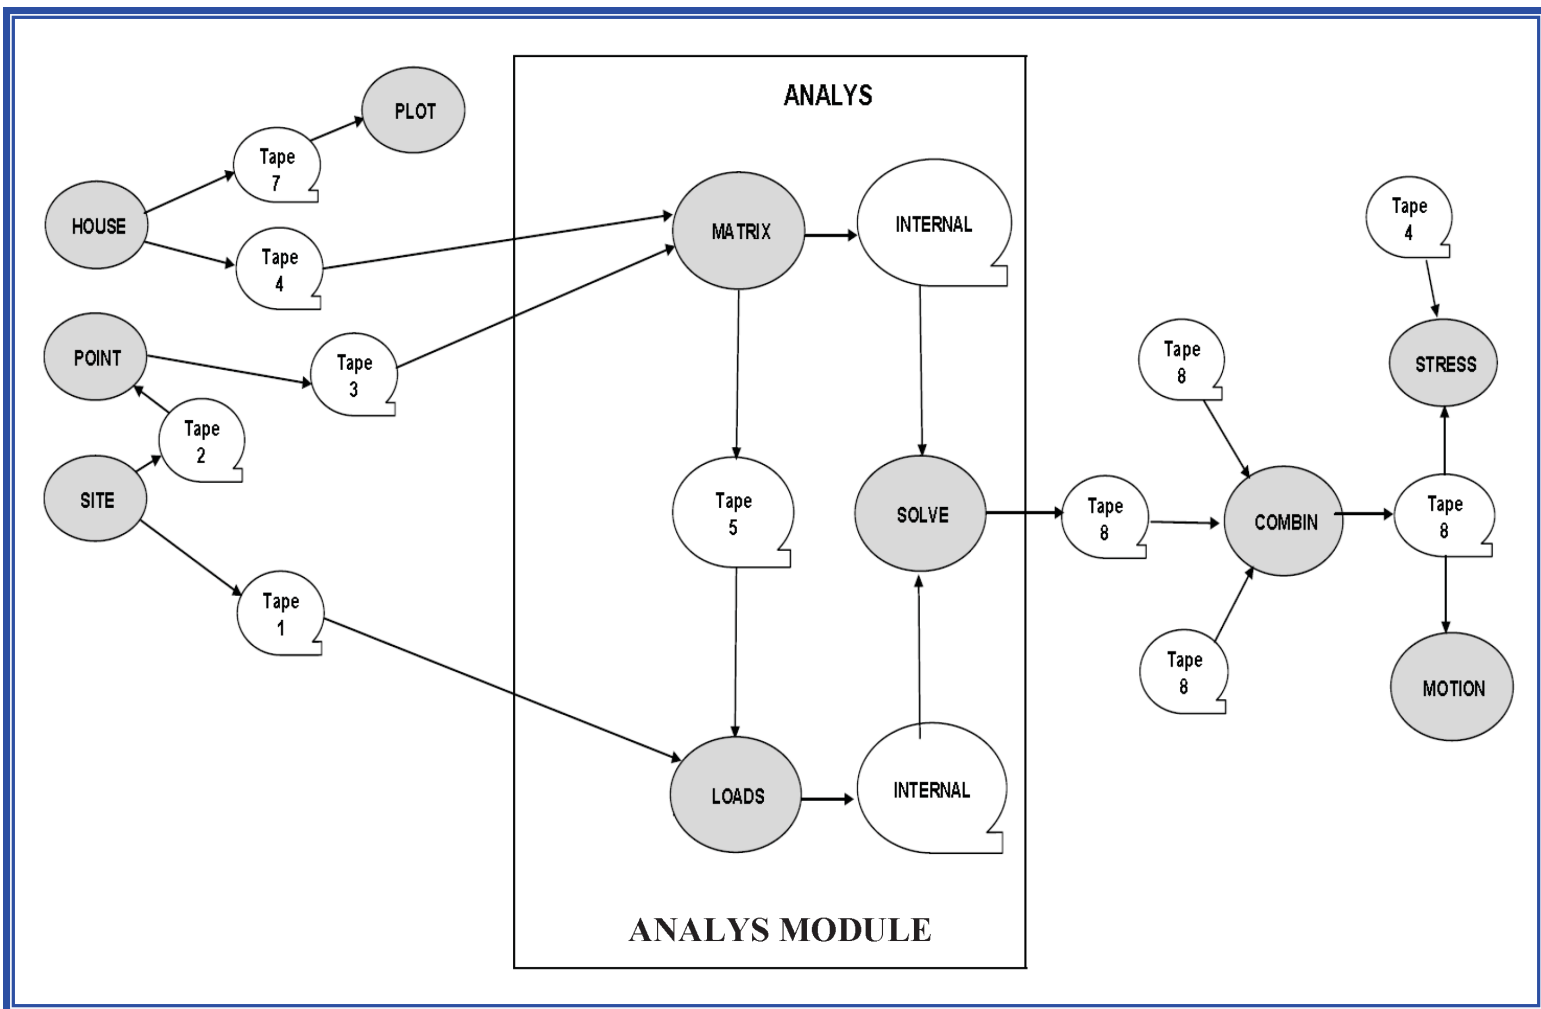 PLOT
Tape
7
HOUSE
Tape
4
POINT
Tape
3
Tape
2
SITE
Tape
1
ANALYS
MATRIX
INTERNAL
Tape
5
SOLVE
LOADS
INTERNAL
ANALYS MODULE
Tape
8
Tape
8
Tape
8
COMBIN
Tape
4
STRESS
Tape
8
MOTION